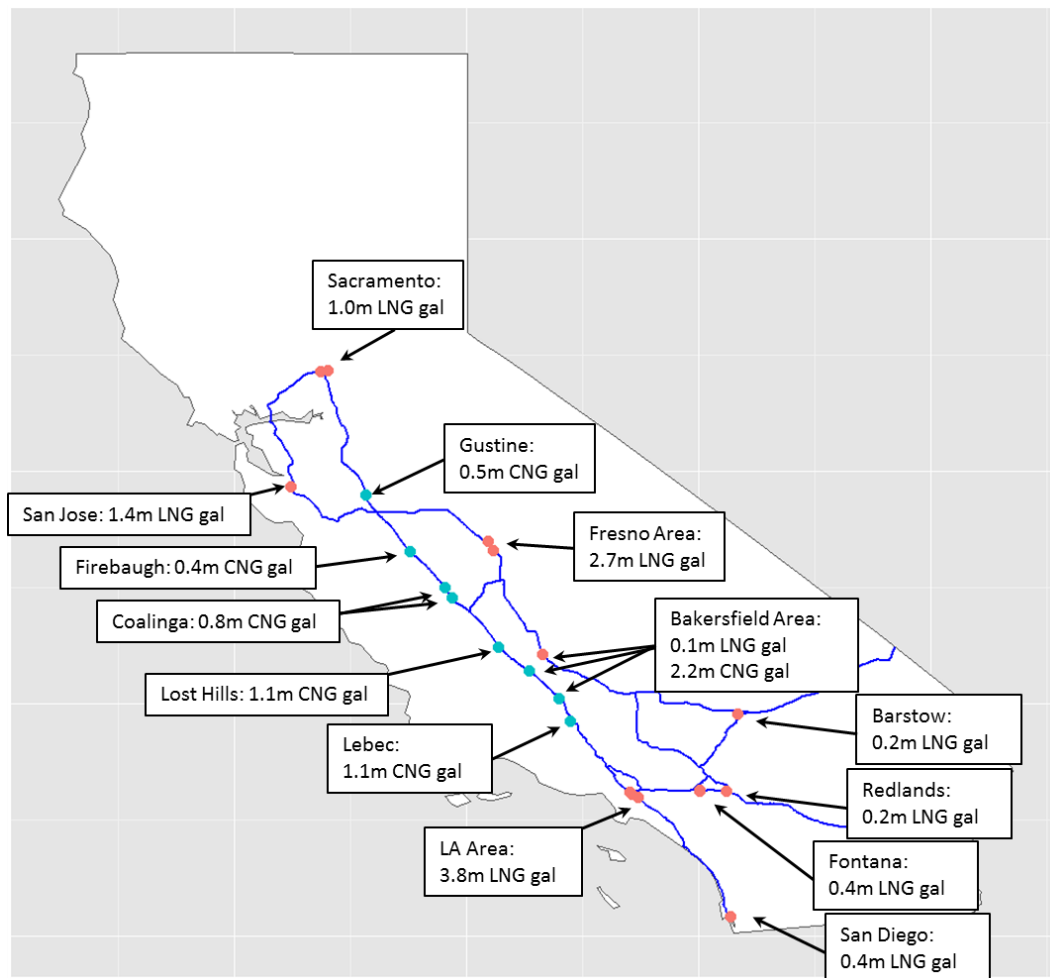 Sacramento:
1.0m LNG gal
Gustine:
0.5m CNG gal
San Jose: 1.4m LNG gal
Fresno Area:
2.7m LNG gal
Firebaugh: 0.4m CNG gal
Coalinga: 0.8m CNG gal
Bakersfield Area:
0.1m LNG gal
2.2m CNG gal
Lost Hills: 1.1m CNG gal
Barstow:
0.2m LNG gal
Lebec:
1.1m CNG gal
Redlands:
0.2m LNG gal
LA Area:
3.8m LNG gal
Fontana:
0.4m LNG gal
San Diego:
0.4m LNG gal